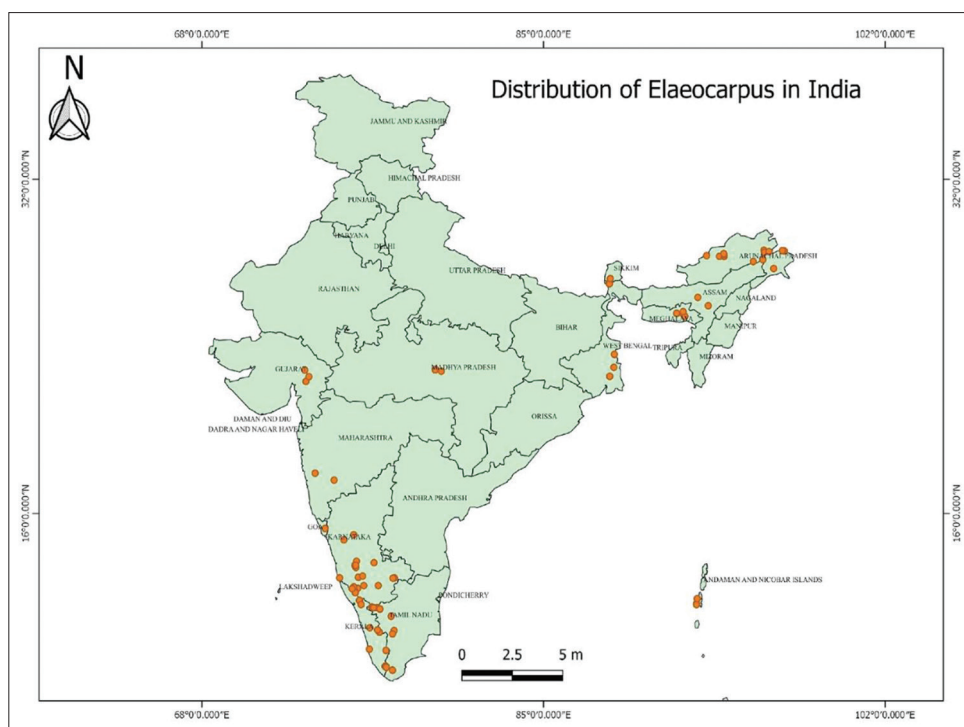 68°0'0.000"E 85°0'0.000"E 102°0'0.000"E
N
Distribution of Elaeocarpus in India
JAMMU AND KASHMIR
32°0'0.000"N 32°0'0.000"N
HIMACHAL PRADESH
PUNJAB
HARYANA
DELHI
ARUNACHAL PRADESH
SIKKIM
UTTAR PRADESH
RAJASTHAN
ASSAM
NAGALAND
MEGHALAYA
BIHAR
MANIPUR
WEST BENGAL
TRIPURA
MIZORAM
GUJARAT
MADHYA PRADESH
ORISSA
DAMAN AND DIU
DADRA AND NAGAR HAVELI
MAHARASHTRA
ANDHRA PRADESH
16°0'0.000"N 16°0'0.000"N
GOA
KARNATAKA
ANDAMAN AND NICOBAR ISLANDS
LAKSHADWEEP
PONDICHERRY
TAMIL NADU
KERALA
0 2.5 5 m
68°0'0.000"E 85°0'0.000"E 102°0'0.000"E